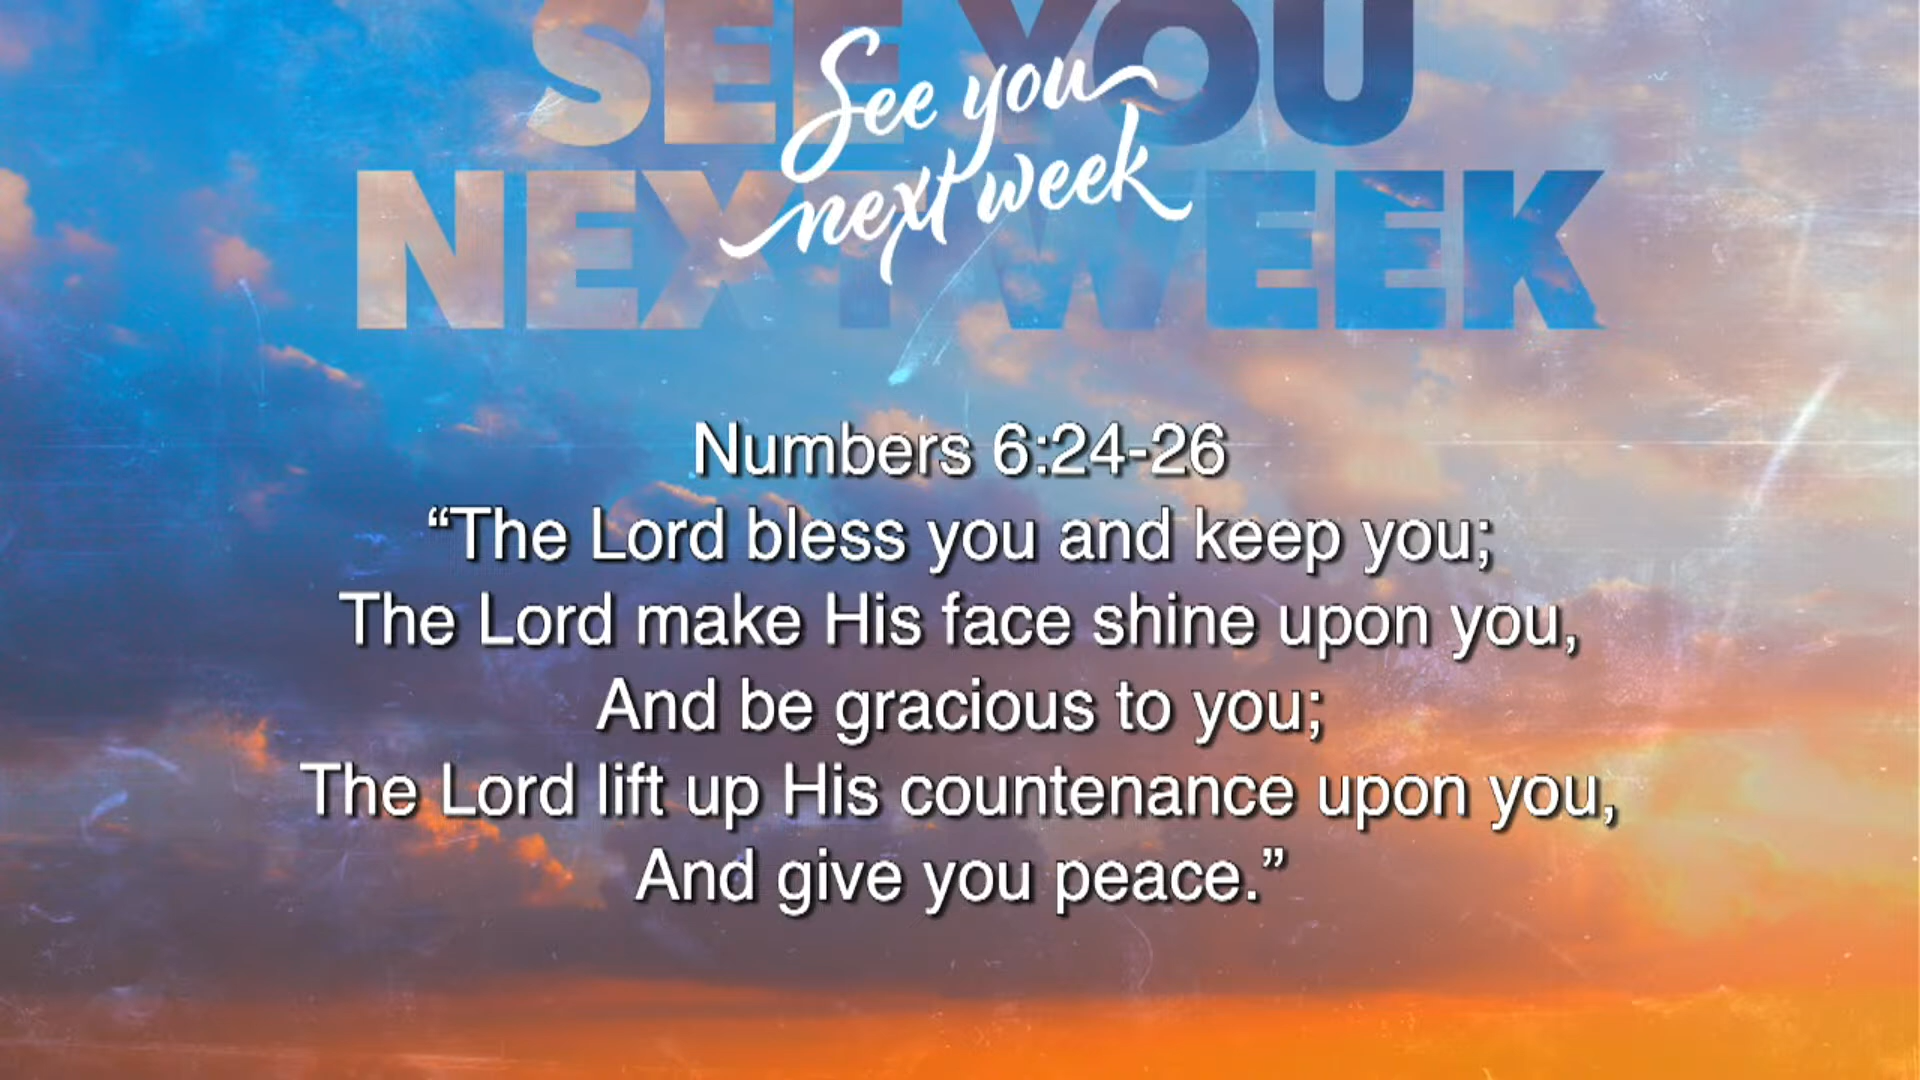 SEE YOU
NEXT WEEK
See you
next week
Numbers 6:24-26
“The Lord bless you and keep you;
The Lord make His face shine upon you,
And be gracious to you;
The Lord lift up His countenance upon you,
And give you peace.”